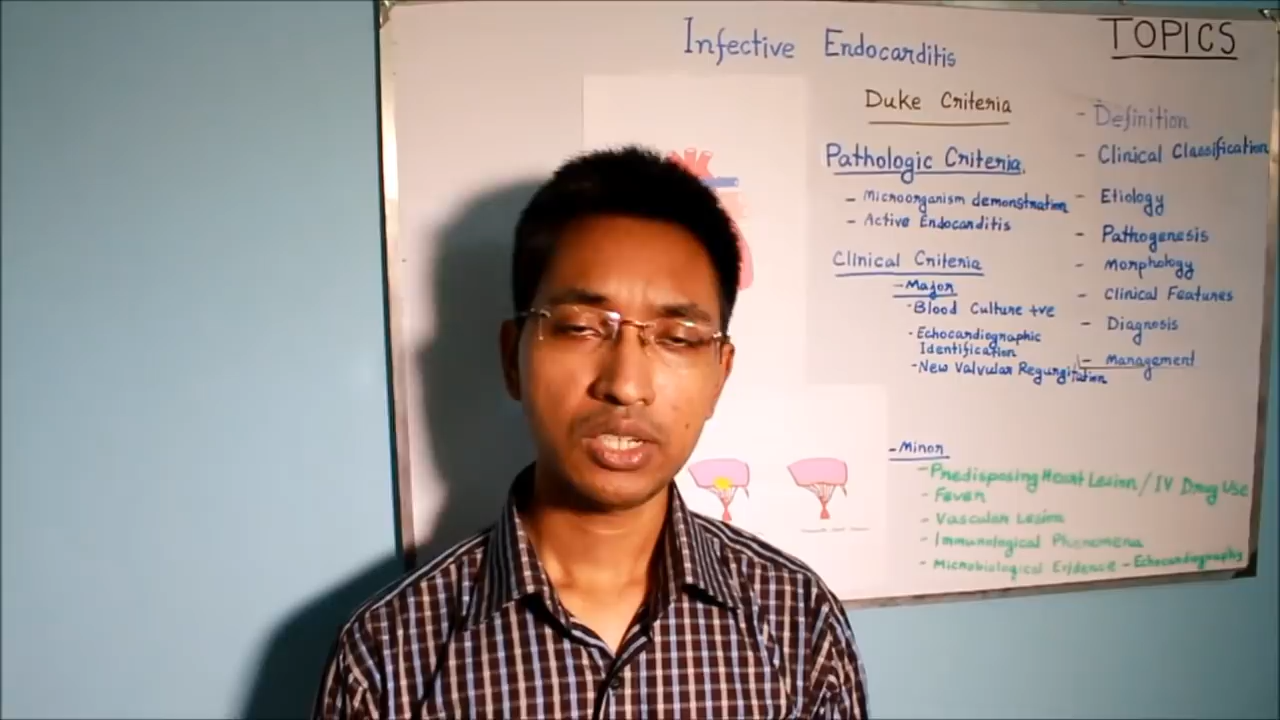 Infective Endocarditis
Duke Criteria
Pathologic Criteria
- Microorganism demonstration
- Active Endocarditis
Clinical Criteria
- Major
- Blood Culture +ve
- Echocardiographic
Identification
- New Valvular Regurgitation
- Minor
- Predisposing Heart Lesion / IV Drug Use
- Fever
- Vascular Lesion
- Immunological Phenomena
- Microbiological Evidence - Echocardiography
TOPICS
- Definition
- Clinical Classification
- Etiology
- Pathogenesis
- Morphology
- Clinical Features
- Diagnosis
- Management